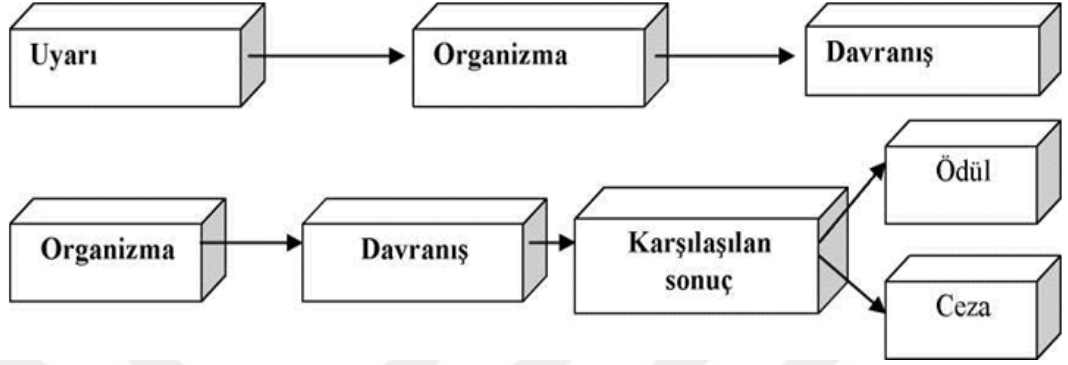 Uyarı
Organizma
Davranış
Organizma
Davranış
Karşılaşılan
sonuç
Ödül
Ceza